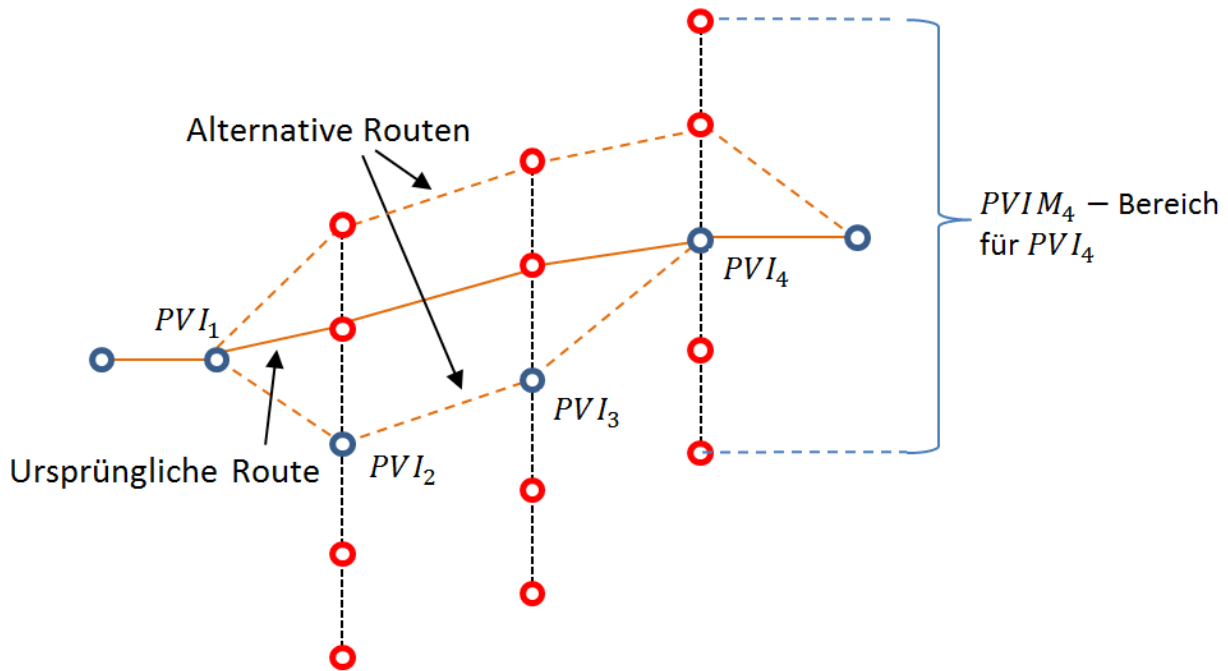 Alternative Routen
PVIM₄ – Bereich
für PVI₄
PVI₄
PVI₁
PVI₃
Ursprüngliche Route
PVI₂